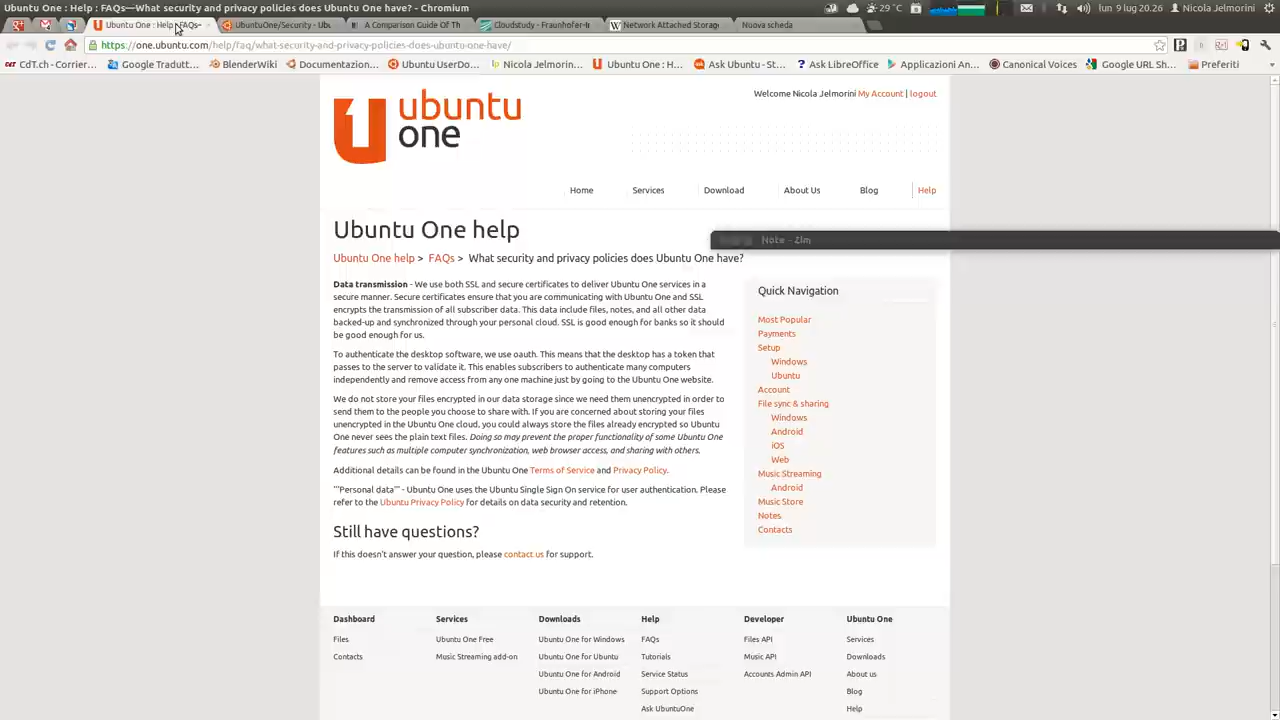 Ubuntu One : Help : FAQs—What security and privacy policies does Ubuntu One have? - Chromium
29°C
lun 9 lug 20.26
Nicola Jelmorini
Ubuntu One : Help : FAQs—
UbuntuOne/Security - Ubu
A Comparison Guide Of Th
Cloudstudy - Fraunhofer-In
Network Attached Storag
Nuova scheda
https://one.ubuntu.com/help/faq/what-security-and-privacy-policies-does-ubuntu-one-have/
CdT.ch - Corrier...
Google Tradutt...
BlenderWiki
Documentazion...
Ubuntu UserDo...
Nicola Jelmorin...
Ubuntu One : H...
Ask Ubuntu - St...
Ask LibreOffice
Applicazioni An...
Canonical Voices
Google URL Sh...
Preferiti
ubuntu
one
Welcome Nicola Jelmorini My Account | logout
Home
Services
Download
About Us
Blog
Help
Ubuntu One help
Note - Zim
Ubuntu One help > FAQs > What security and privacy policies does Ubuntu One have?
Data transmission - We use both SSL and secure certificates to deliver Ubuntu One services in a
secure manner. Secure certificates ensure that you are communicating with Ubuntu One and SSL
encrypts the transmission of all subscriber data. This data include files, notes, and all other data
backed-up and synchronized through your personal cloud. SSL is good enough for banks so it should
be good enough for us.
To authenticate the desktop software, we use oauth. This means that the desktop has a token that
passes to the server to validate it. This enables subscribers to authenticate many computers
independently and remove access from any one machine just by going to the Ubuntu One website.
We do not store your files encrypted in our data storage since we need them unencrypted in order to
send them to the people you choose to share with. If you are concerned about storing your files
unencrypted in the Ubuntu One cloud, you could always store the files already encrypted so Ubuntu
One never sees the plain text files. Doing so may prevent the proper functionality of some Ubuntu One
features such as multiple computer synchronization, web browser access, and sharing with others.
Additional details can be found in the Ubuntu One Terms of Service and Privacy Policy.
'''Personal data''' - Ubuntu One uses the Ubuntu Single Sign On service for user authentication. Please
refer to the Ubuntu Privacy Policy for details on data security and retention.
Still have questions?
If this doesn't answer your question, please contact us for support.
Quick Navigation
Most Popular
Payments
Setup
Windows
Ubuntu
Account
File sync & sharing
Windows
Android
iOS
Web
Music Streaming
Android
Music Store
Notes
Contacts
Dashboard
Files
Contacts
Services
Ubuntu One Free
Music Streaming add-on
Downloads
Ubuntu One for Windows
Ubuntu One for Ubuntu
Ubuntu One for Android
Ubuntu One for iPhone
Help
FAQs
Tutorials
Service Status
Support Options
Ask UbuntuOne
Developer
Files API
Music API
Accounts Admin API
Ubuntu One
Services
Downloads
About us
Blog
Help